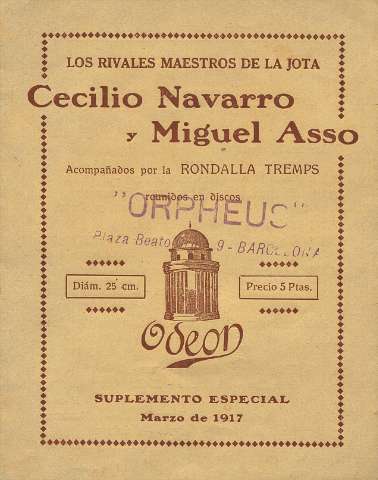 LOS RIVALES MAESTROS DE LA JOTA
Cecilio Navarro
y Miguel Asso
Acompañados por la RONDALLA TREMPS
reunidos en discos
"ORPHEUS"
Plaza Beato 9 - BARCELONA
Diám. 25 cm.
Precio 5 Ptas.
Odeon
SUPLEMENTO ESPECIAL
Marzo de 1917